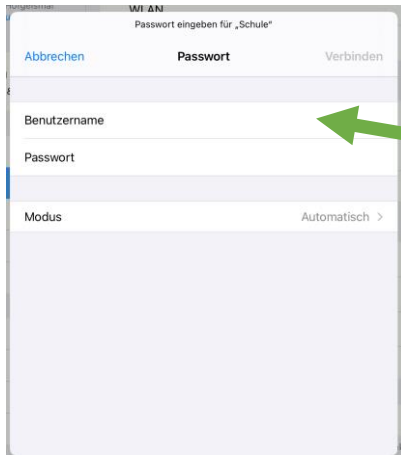 WLAN
Passwort eingeben für „Schule“
Abbrechen Passwort Verbinden
Benutzername
Passwort
Modus Automatisch >